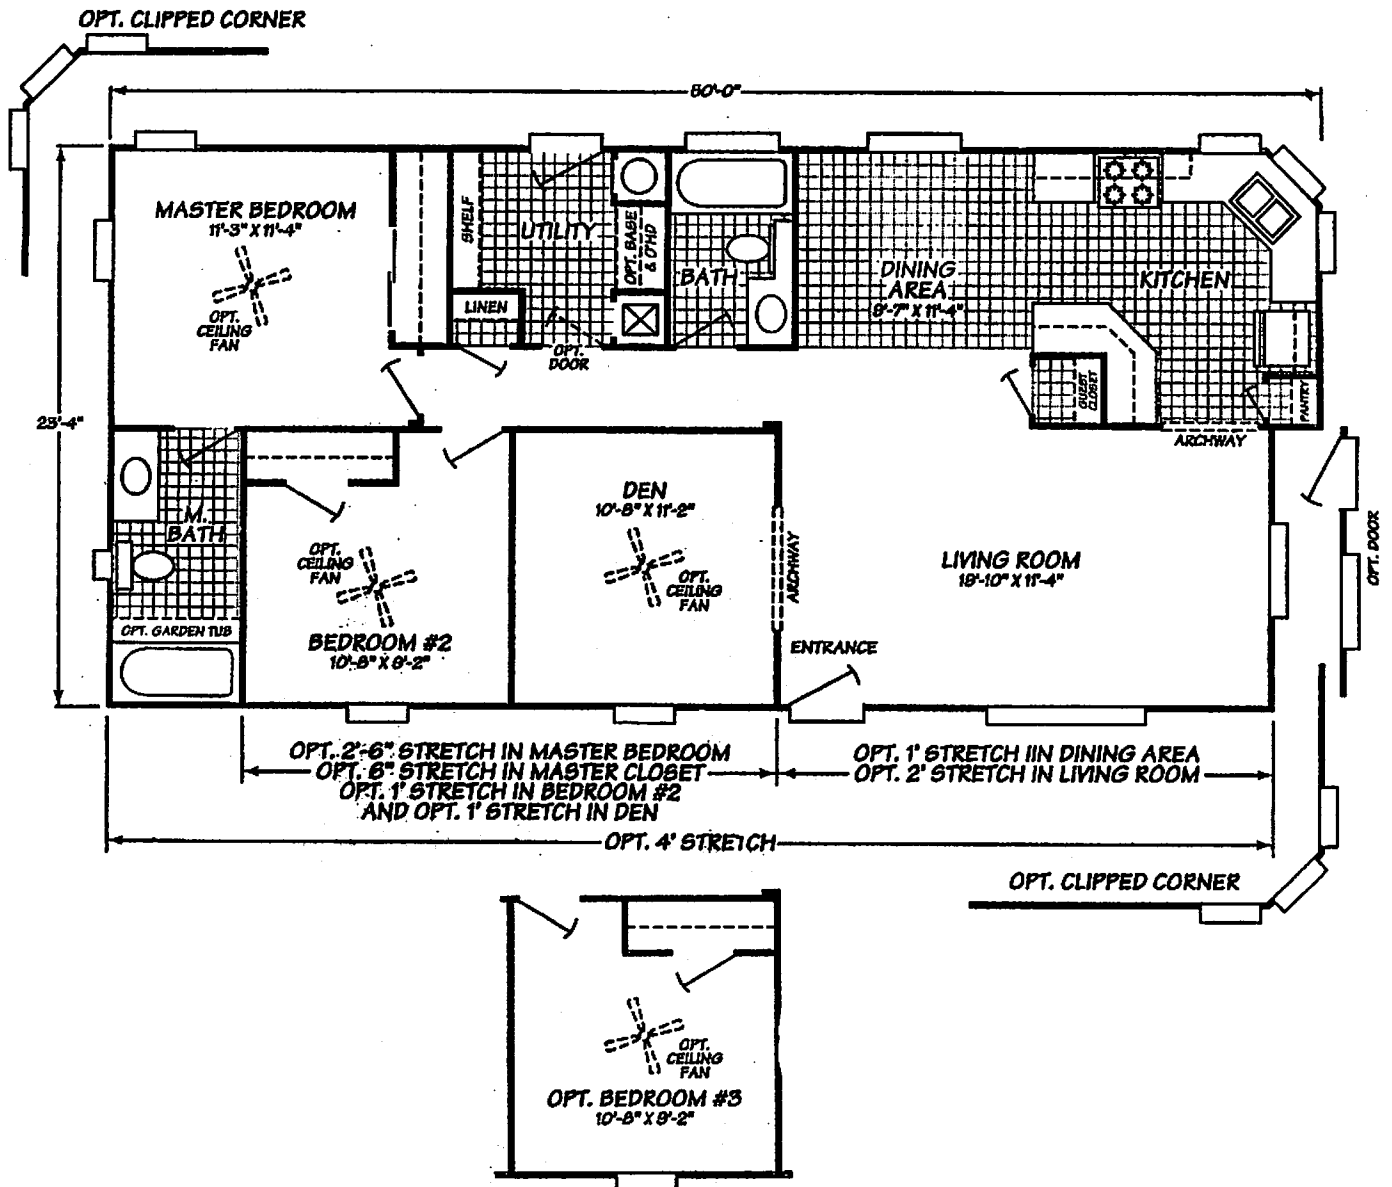 OPT. CLIPPED CORNER
50'-0"
MASTER BEDROOM
11'-3" X 11'-4"
OPT.
CEILING
FAN
SHELF
UTILITY
OPT. BASE
& O'HD
LINEN
OPT.
DOOR
BATH
DINING
AREA
9'-7" X 11'-4"
KITCHEN
GUEST
CLOSET
PANTRY
ARCHWAY
23'-4"
M.
BATH
OPT. GARDEN TUB
OPT.
CEILING
FAN
BEDROOM #2
10'-8" X 9'-2"
DEN
10'-8" X 11'-2"
OPT.
CEILING
FAN
ARCHWAY
LIVING ROOM
19'-10" X 11'-4"
ENTRANCE
OPT. DOOR
OPT. 2'-6" STRETCH IN MASTER BEDROOM
OPT. 6" STRETCH IN MASTER CLOSET
OPT. 1' STRETCH IN BEDROOM #2
AND OPT. 1' STRETCH IN DEN
OPT. 1' STRETCH IIN DINING AREA
OPT. 2' STRETCH IN LIVING ROOM
OPT. 4' STRETCH
OPT. CLIPPED CORNER
OPT.
CEILING
FAN
OPT. BEDROOM #3
10'-8" X 9'-2"